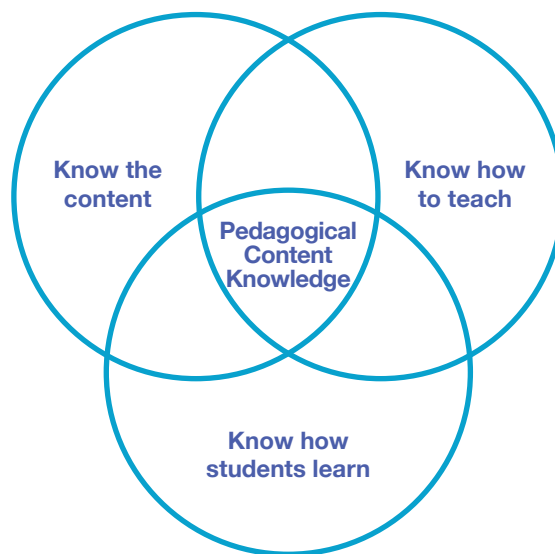 Know the
content
Know how
to teach
Pedagogical
Content
Knowledge
Know how
students learn